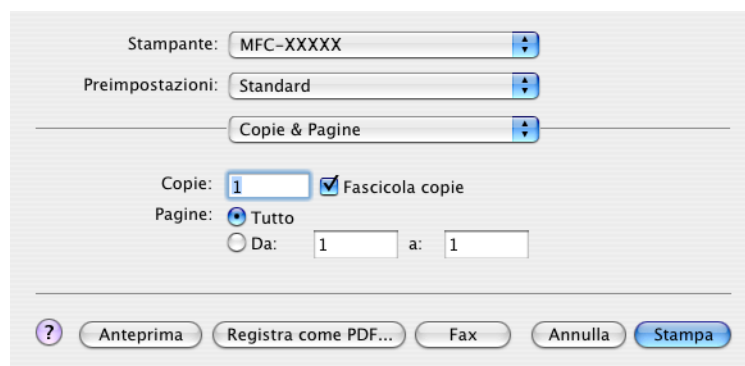 Stampante: MFC-XXXXX
Preimpostazioni: Standard
Copie & Pagine
Copie: 1 Fascicola copie
Pagine: Tutto
Da: 1 a: 1
? Anteprima Registra come PDF... Fax Annulla Stampa